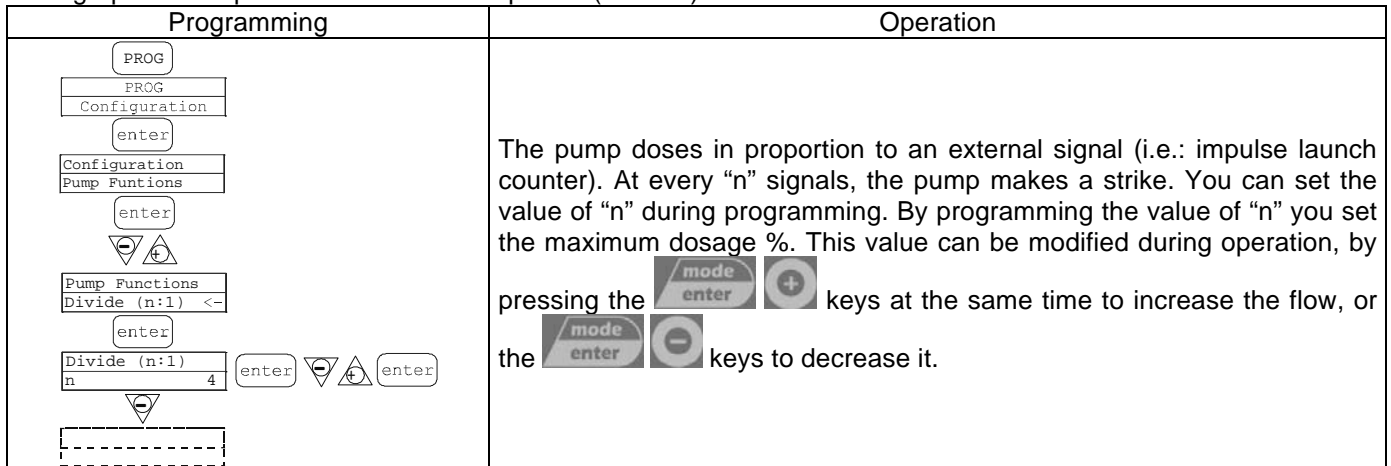 Programming
Operation
PROG
PROG
Configuration
enter
Configuration
Pump Funtions
enter
Pump Functions
Divide (n:1) <-
enter
Divide (n:1)
n 4
enter
enter
The pump doses in proportion to an external signal (i.e.: impulse launch
counter). At every “n” signals, the pump makes a strike. You can set the
value of “n” during programming. By programming the value of “n” you set
the maximum dosage %. This value can be modified during operation, by
pressing the mode enter + keys at the same time to increase the flow, or
the mode enter - keys to decrease it.